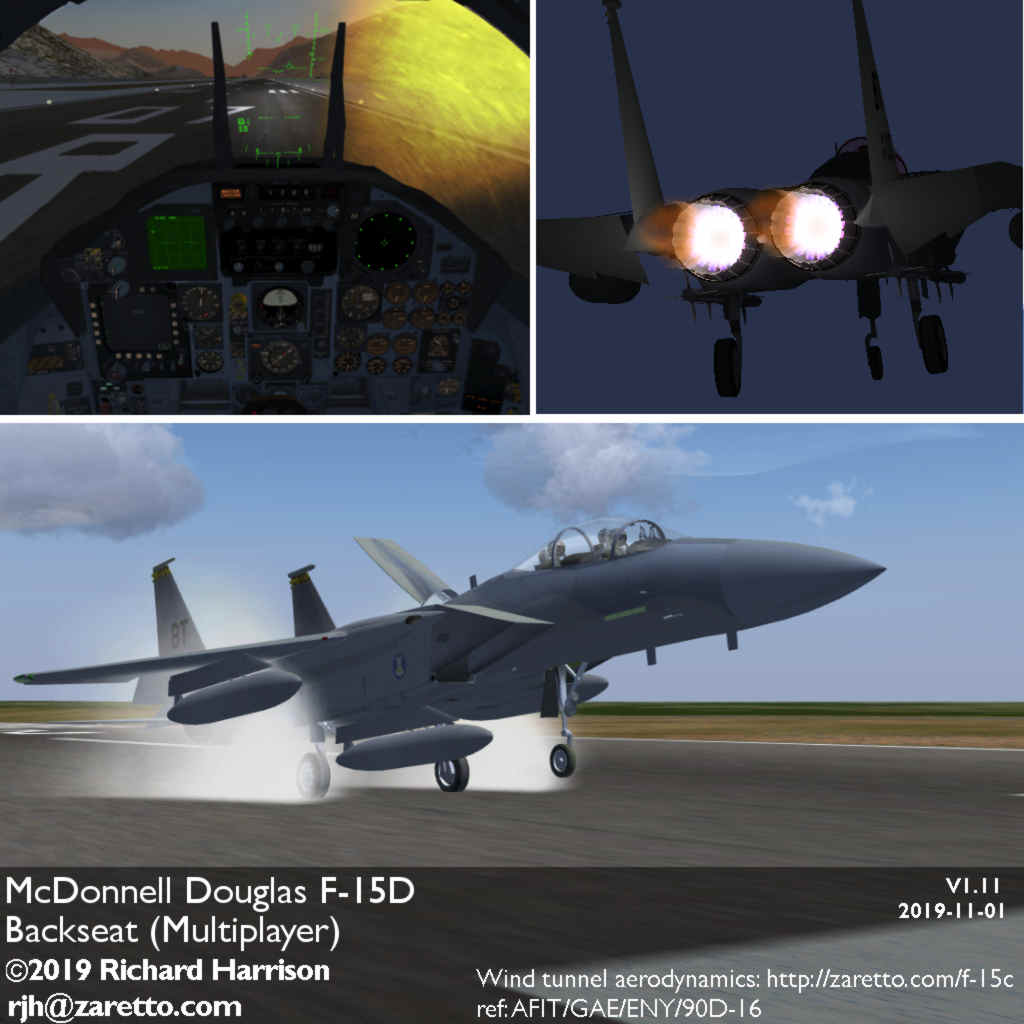 BT
McDonnell Douglas F-15D
Backseat (Multiplayer)
©2019 Richard Harrison
rjh@zaretto.com
V1.11
2019-11-01
Wind tunnel aerodynamics: http://zaretto.com/f-15c
ref: AFIT/GAE/ENY/90D-16